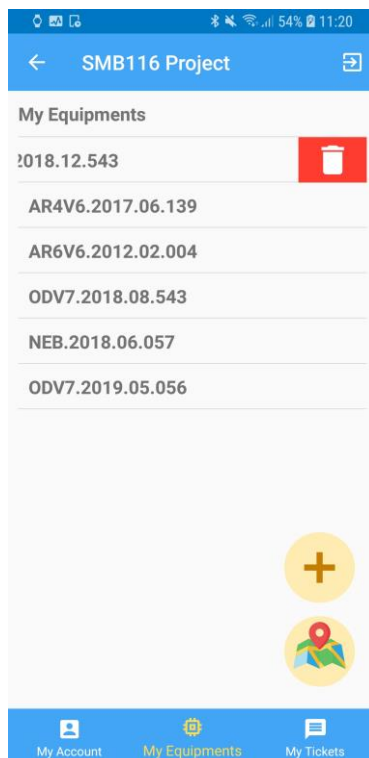 54% 11:20
SMB116 Project
My Equipments
2018.12.543
AR4V6.2017.06.139
AR6V6.2012.02.004
ODV7.2018.08.543
NEB.2018.06.057
ODV7.2019.05.056
My Account My Equipments My Tickets